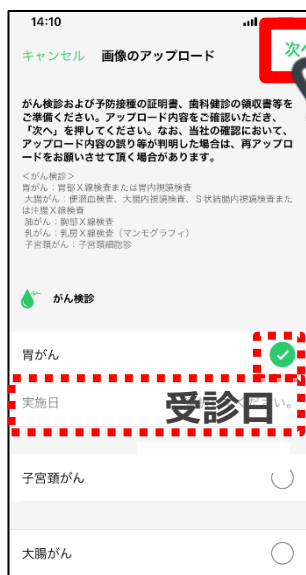 14:10
キャンセル 画像のアップロード 次へ
がん検診および予防接種の証明書、歯科健診の領収書等を
ご準備ください。アップロード内容をご確認いただき、
「次へ」を押してください。なお、当社の確認において、
アップロード内容の誤り等が判明した場合は、再アップロ
ードをお願いさせて頂く場合があります。
<がん検診>
胃がん：胃部X線検査または胃内視鏡検査
大腸がん：便潜血検査、大腸内視鏡検査、S状結腸内視鏡検査また
は注腸X線検査
肺がん：胸部X線検査
乳がん：乳房X線検査（マンモグラフィ）
子宮頸がん：子宮頸細胞診
がん検診
胃がん
実施日 受診日 い。
子宮頚がん
大腸がん